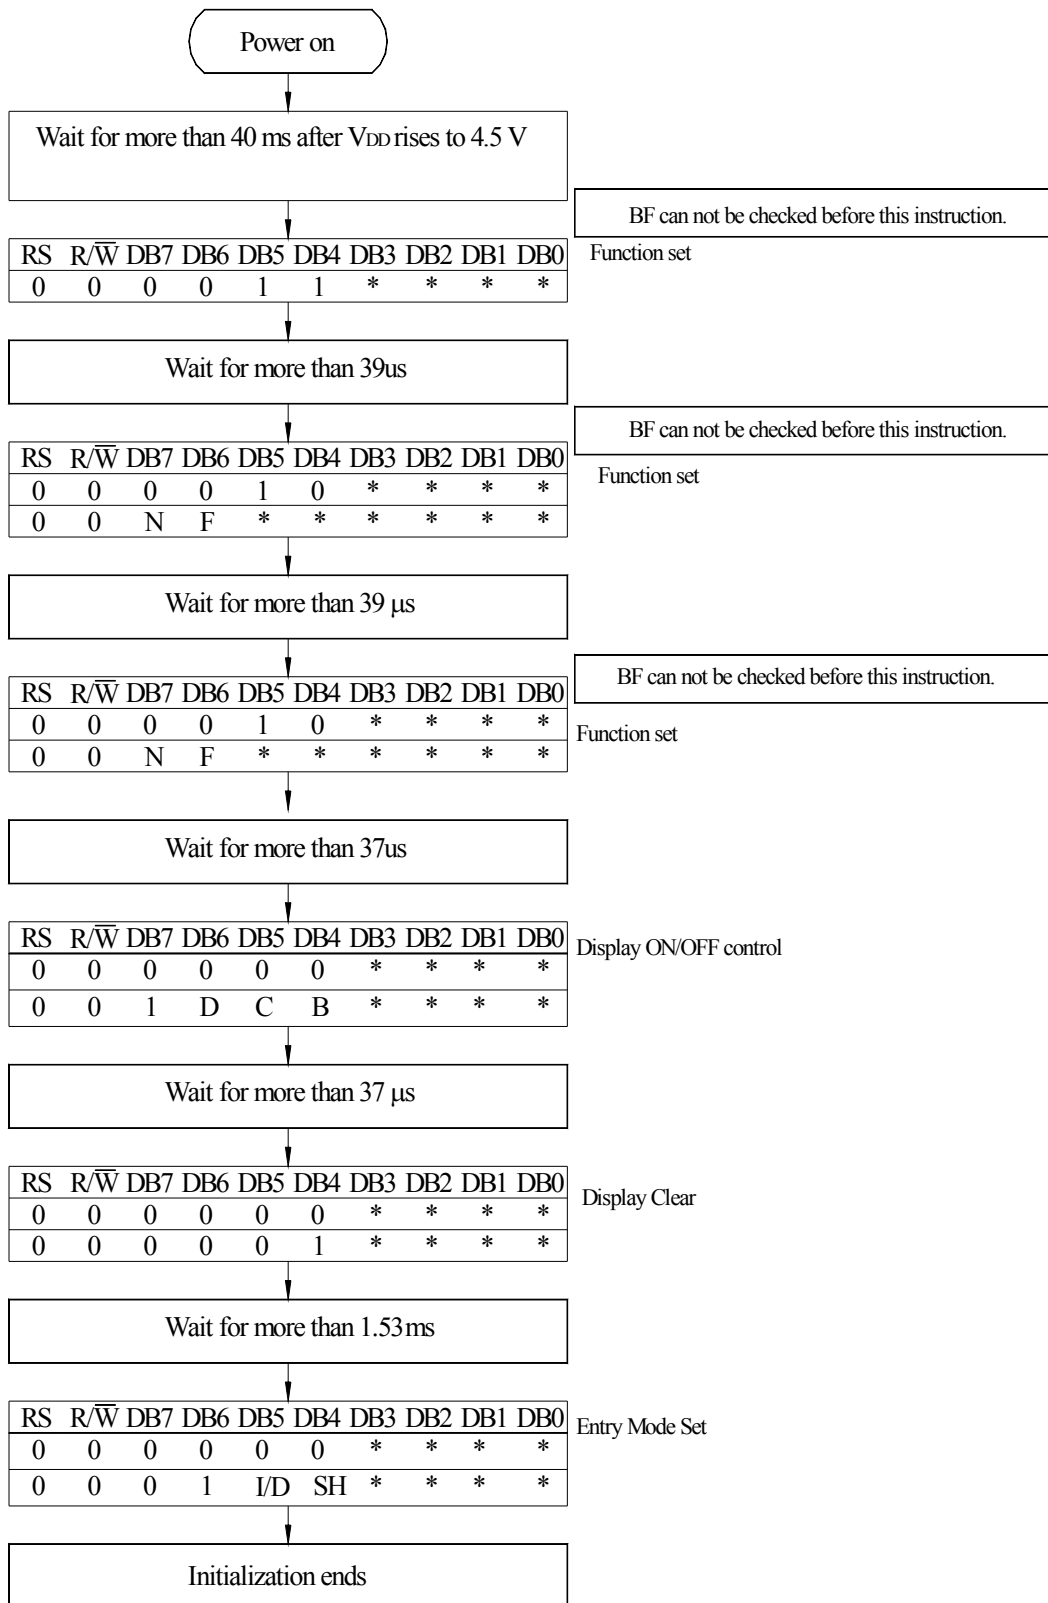 Power on
Wait for more than 40 ms after VDD rises to 4.5 V
BF can not be checked before this instruction.
RS R/W̅ DB7 DB6 DB5 DB4 DB3 DB2 DB1 DB0
Function set
0 0 0 0 1 1 * * * *
Wait for more than 39us
BF can not be checked before this instruction.
RS R/W̅ DB7 DB6 DB5 DB4 DB3 DB2 DB1 DB0
Function set
0 0 0 0 1 0 * * * *
0 0 N F * * * * * *
Wait for more than 39 µs
BF can not be checked before this instruction.
RS R/W̅ DB7 DB6 DB5 DB4 DB3 DB2 DB1 DB0
0 0 0 0 1 0 * * * *
Function set
0 0 N F * * * * * *
Wait for more than 37us
RS R/W̅ DB7 DB6 DB5 DB4 DB3 DB2 DB1 DB0
Display ON/OFF control
0 0 0 0 0 0 * * * *
0 0 1 D C B * * * *
Wait for more than 37 µs
RS R/W̅ DB7 DB6 DB5 DB4 DB3 DB2 DB1 DB0
Display Clear
0 0 0 0 0 0 * * * *
0 0 0 0 0 1 * * * *
Wait for more than 1.53ms
RS R/W̅ DB7 DB6 DB5 DB4 DB3 DB2 DB1 DB0
Entry Mode Set
0 0 0 0 0 0 * * * *
0 0 0 1 I/D SH * * * *
Initialization ends